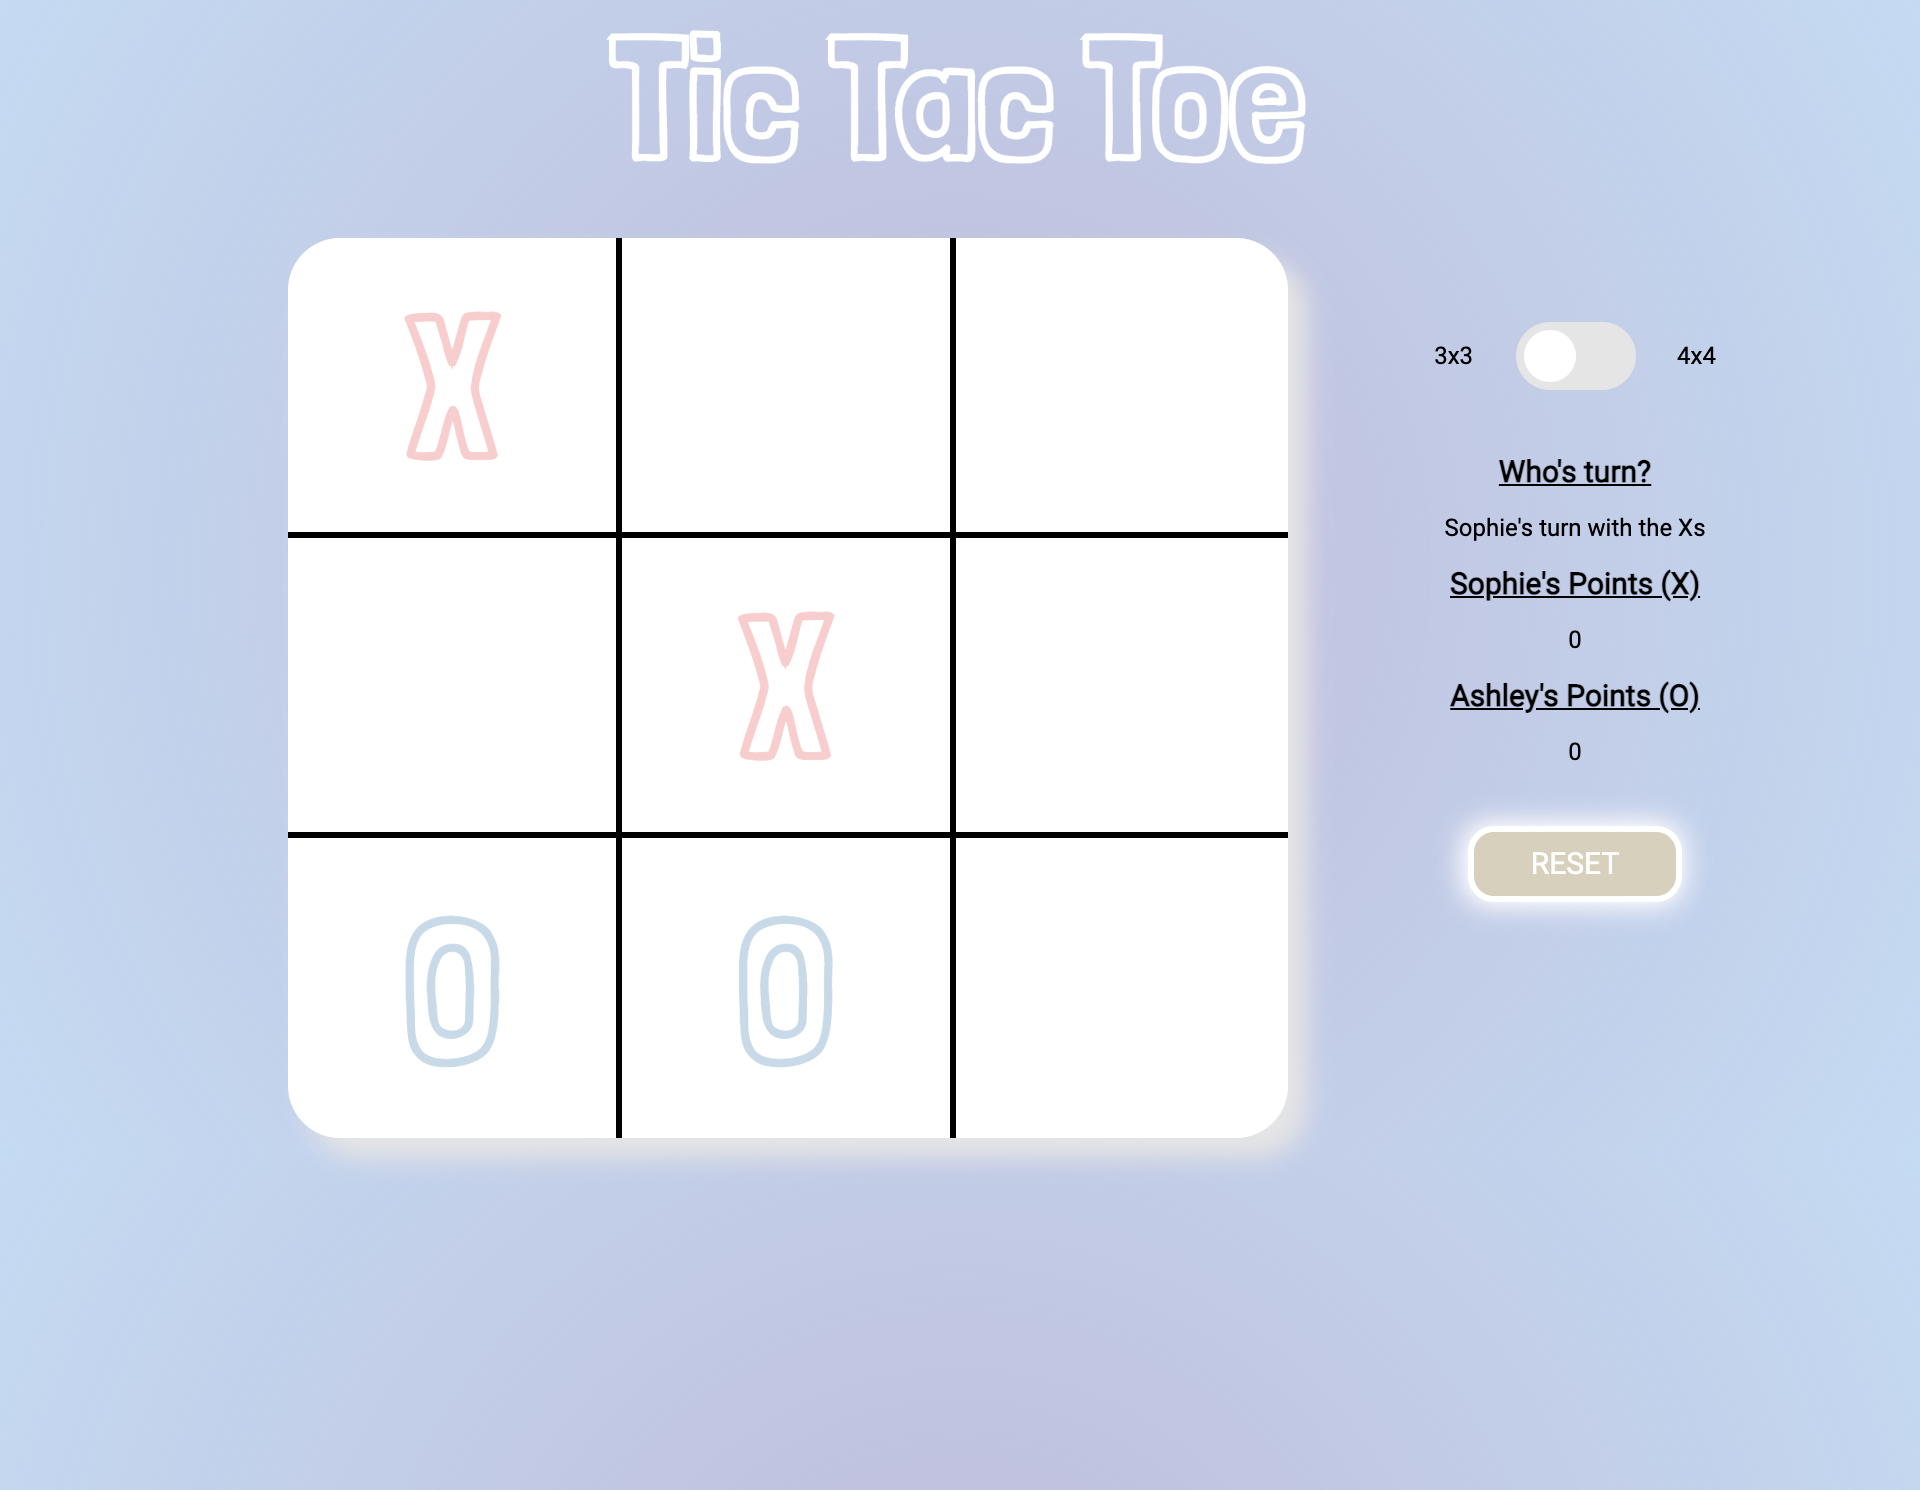 Tic Tac Toe
X
3x3 4x4
Who's turn?
Sophie's turn with the Xs
Sophie's Points (X)
0
X
Ashley's Points (O)
0
RESET
O O